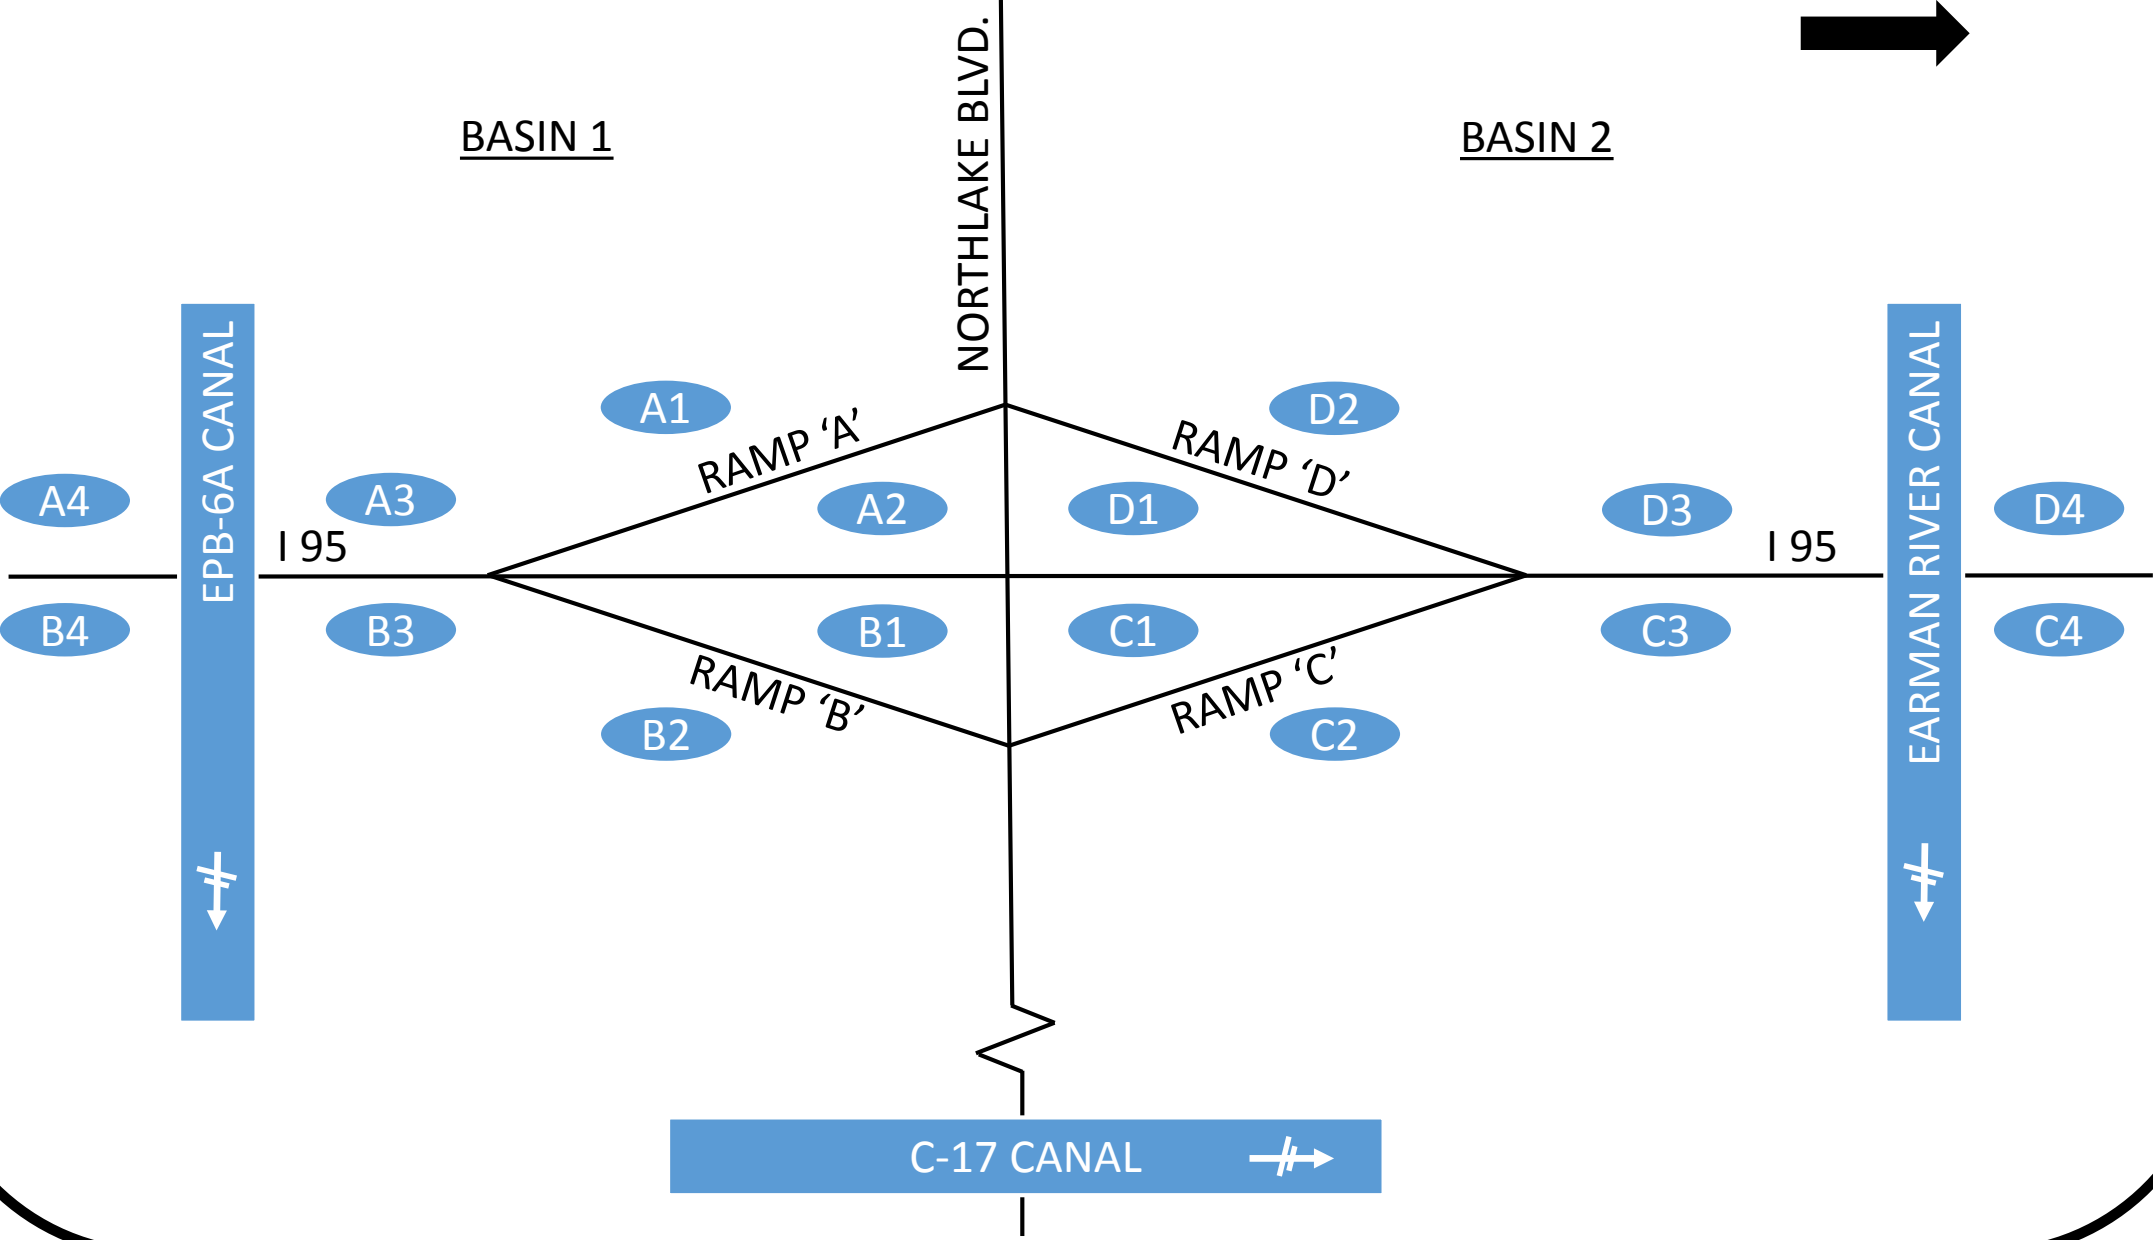 NORTHLAKE BLVD.
BASIN 1
BASIN 2
EPB-6A CANAL
EARMAN RIVER CANAL
A1
D2
RAMP ‘A’
RAMP ‘D’
A4
A3
A2
D1
D3
D4
I 95
I 95
B4
B3
B1
C1
C3
C4
RAMP ‘B’
RAMP ‘C’
B2
C2
C-17 CANAL